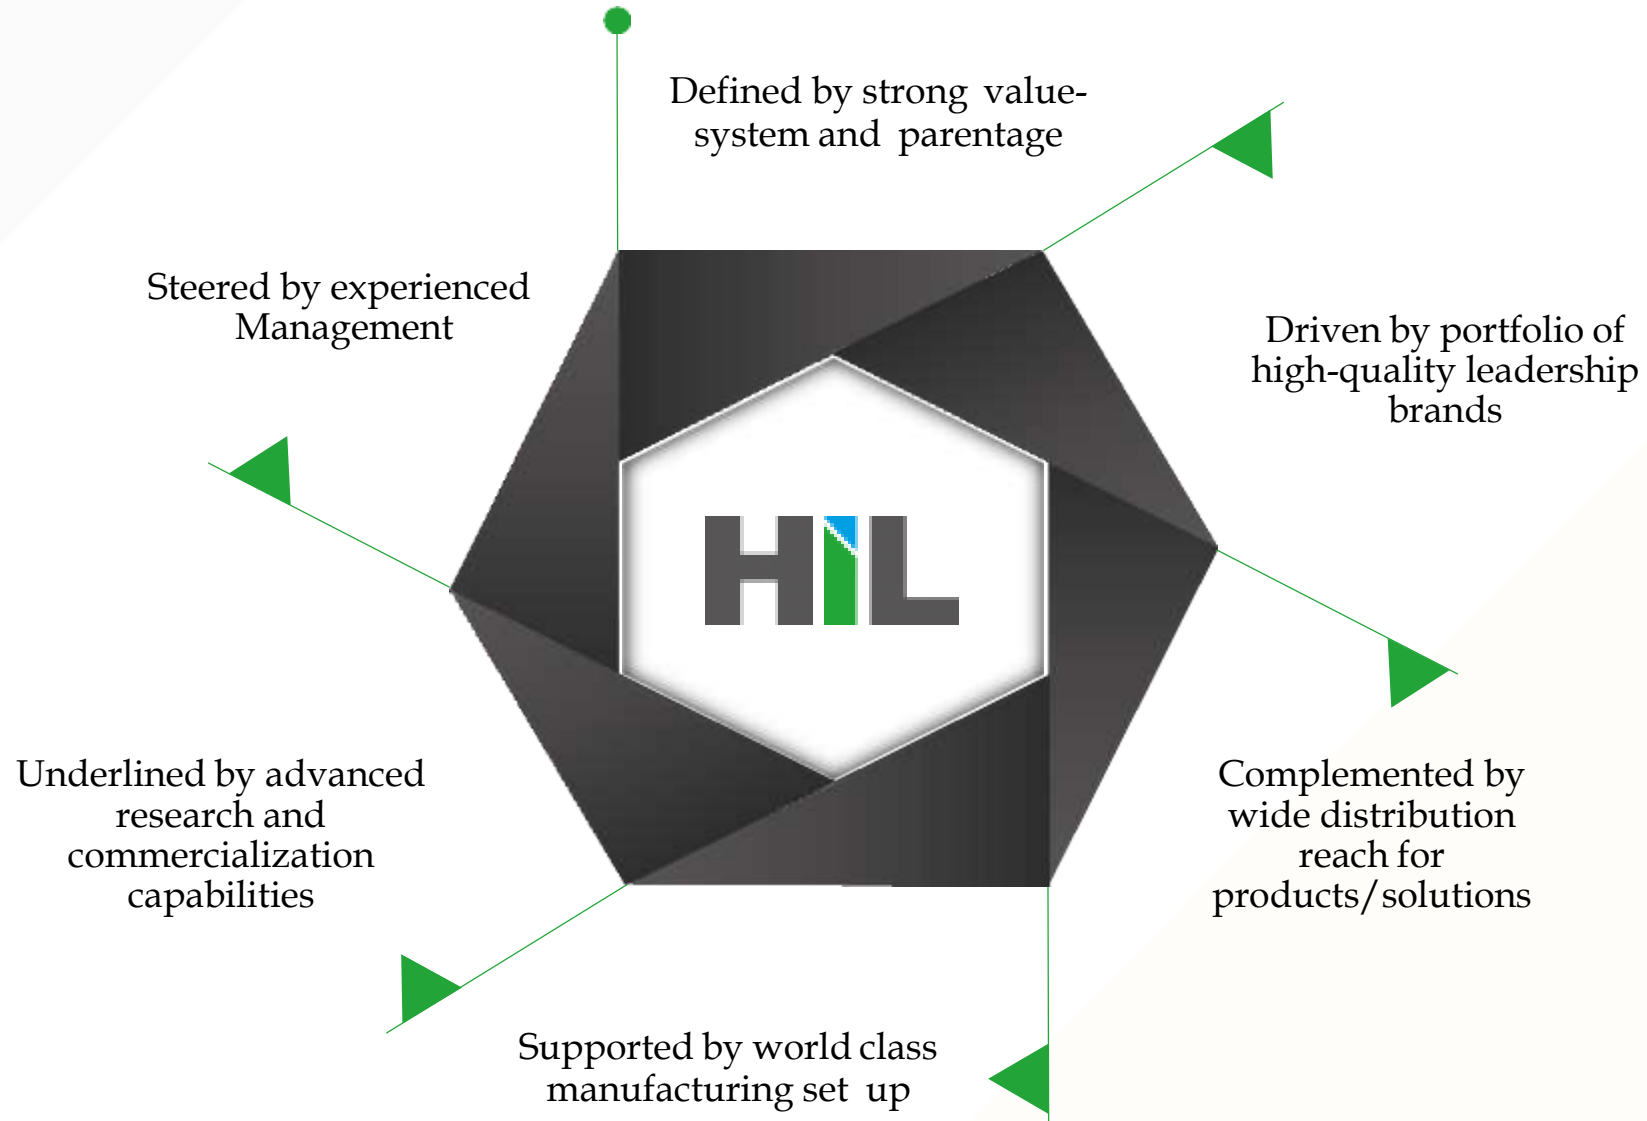 Defined by strong value-
system and parentage
Steered by experienced
Management
Driven by portfolio of
high-quality leadership
brands
HIL
Underlined by advanced
research and
commercialization
capabilities
Complemented by
wide distribution
reach for
products/solutions
Supported by world class
manufacturing set up